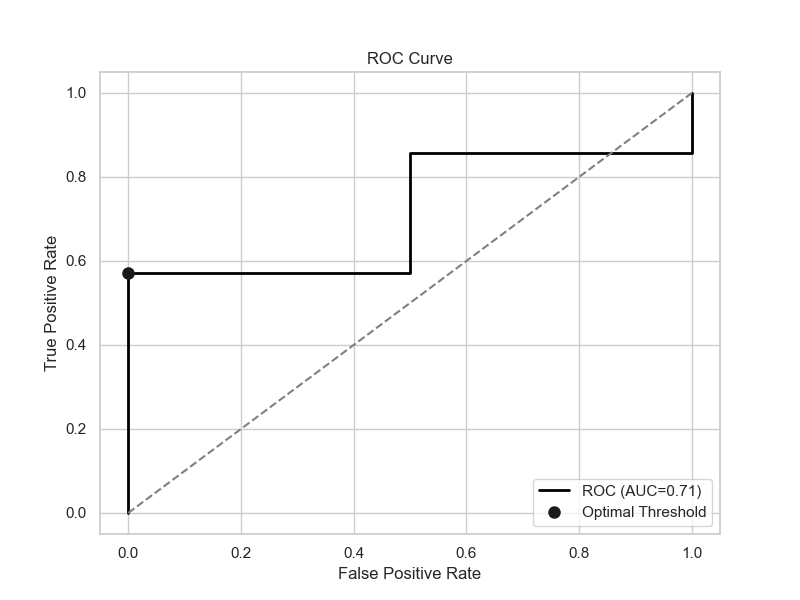 ROC Curve
1.0
0.8
0.6
0.4
0.2
0.0
True Positive Rate
0.0 0.2 0.4 0.6 0.8 1.0
False Positive Rate
ROC (AUC=0.71)
Optimal Threshold